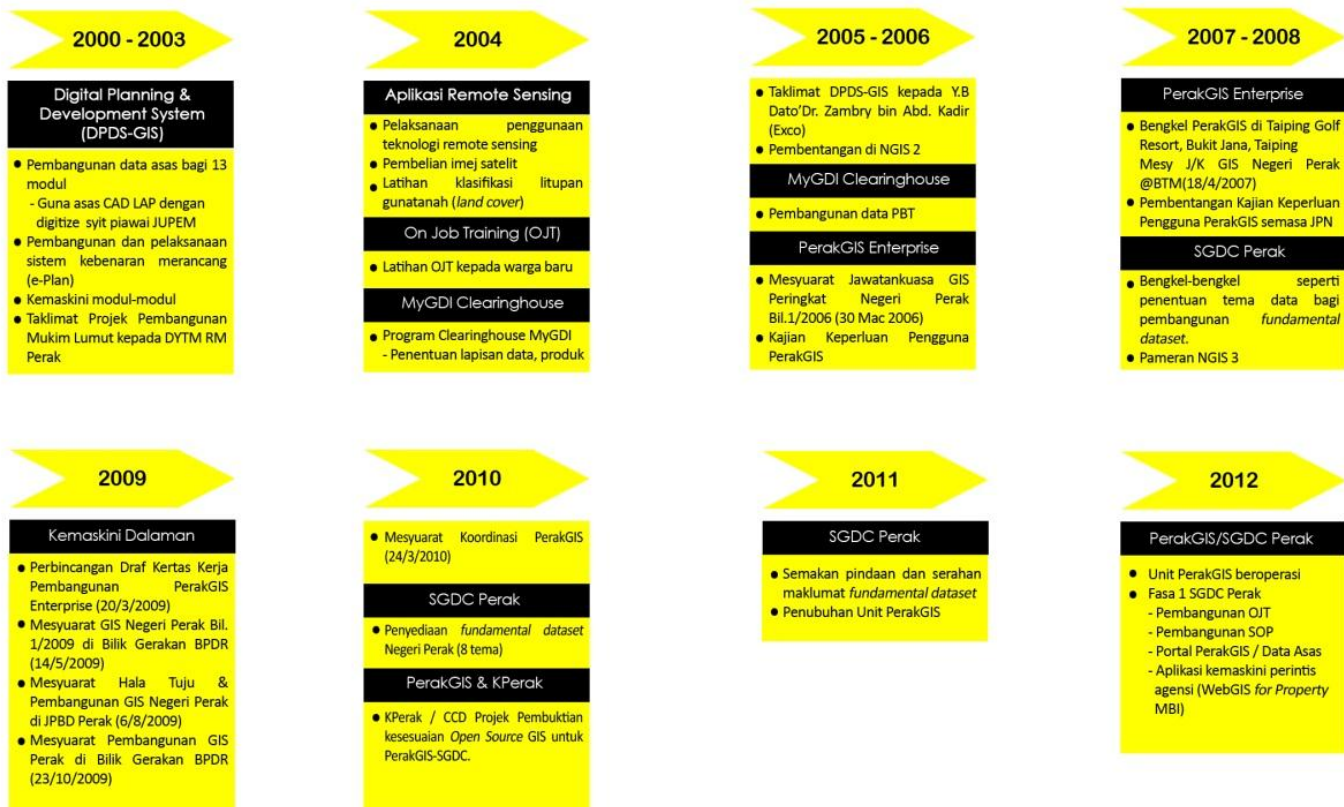 2000 - 2003
Digital Planning &
Development System
(DPDS-GIS)
● Pembangunan data asas bagi 13
modul
- Guna asas CAD LAP dengan
digitize syit piawai JUPEM
● Pembangunan dan pelaksanaan
sistem kebenaran merancang
(e-Plan)
● Kemaskini modul-modul
● Taklimat Projek Pembangunan
Mukim Lumut kepada DYTM RM
Perak
2004
Aplikasi Remote Sensing
● Pelaksanaan penggunaan
teknologi remote sensing
● Pembelian imej satelit
● Latihan klasifikasi litupan
gunatanah (land cover)
On Job Training (OJT)
● Latihan OJT kepada warga baru
MyGDI Clearinghouse
● Program Clearinghouse MyGDI
- Penentuan lapisan data, produk
2005 - 2006
● Taklimat DPDS-GIS kepada Y.B
Dato'Dr. Zambry bin Abd. Kadir
(Exco)
● Pembentangan di NGIS 2
MyGDI Clearinghouse
● Pembangunan data PBT
PerakGIS Enterprise
● Mesyuarat Jawatankuasa GIS
Peringkat Negeri Perak
Bil.1/2006 (30 Mac 2006)
● Kajian Keperluan Pengguna
PerakGIS
2007 - 2008
PerakGIS Enterprise
● Bengkel PerakGIS di Taiping Golf
Resort, Bukit Jana, Taiping
Mesy J/K GIS Negeri Perak
@BTM(18/4/2007)
● Pembentangan Kajian Keperluan
Pengguna PerakGIS semasa JPN
SGDC Perak
● Bengkel-bengkel seperti
penentuan tema data bagi
pembangunan fundamental
dataset.
● Pameran NGIS 3
2009
Kemaskini Dalaman
● Perbincangan Draf Kertas Kerja
Pembangunan PerakGIS
Enterprise (20/3/2009)
● Mesyuarat GIS Negeri Perak Bil.
1/2009 di Bilik Gerakan BPDR
(14/5/2009)
● Mesyuarat Hala Tuju &
Pembangunan GIS Negeri Perak
di JPBD Perak (6/8/2009)
● Mesyuarat Pembangunan GIS
Perak di Bilik Gerakan BPDR
(23/10/2009)
2010
● Mesyuarat Koordinasi PerakGIS
(24/3/2010)
SGDC Perak
● Penyediaan fundamental dataset
Negeri Perak (8 tema)
PerakGIS & KPerak
● KPerak / CCD Projek Pembuktian
kesesuaian Open Source GIS untuk
PerakGIS-SGDC.
2011
SGDC Perak
● Semakan pindaan dan serahan
maklumat fundamental dataset
● Penubuhan Unit PerakGIS
2012
PerakGIS/SGDC Perak
● Unit PerakGIS beroperasi
● Fasa 1 SGDC Perak
- Pembangunan OJT
- Pembangunan SOP
- Portal PerakGIS / Data Asas
- Aplikasi kemaskini perintis
agensi (WebGIS for Property
MBI)